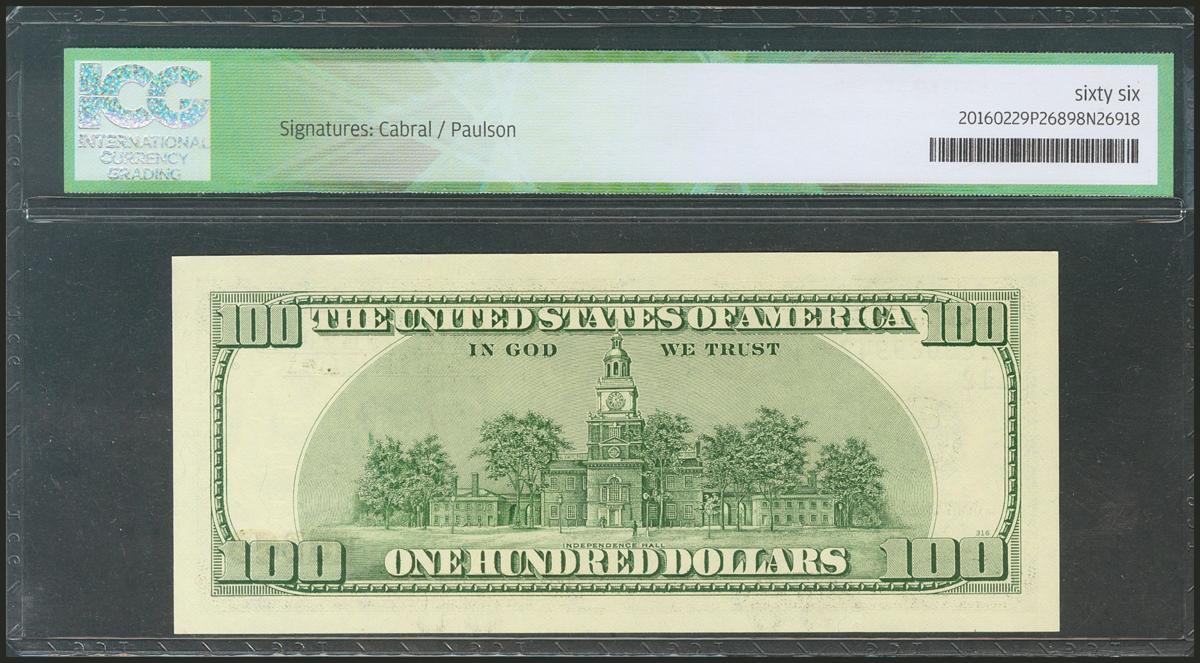 ICG
INTERNATIONAL
CURRENCY
GRADING
Signatures: Cabral / Paulson
sixty six
20160229P26898N26918
100 THE UNITED STATES OF AMERICA 100
IN GOD WE TRUST
316
INDEPENDENCE HALL
100 ONE HUNDRED DOLLARS 100